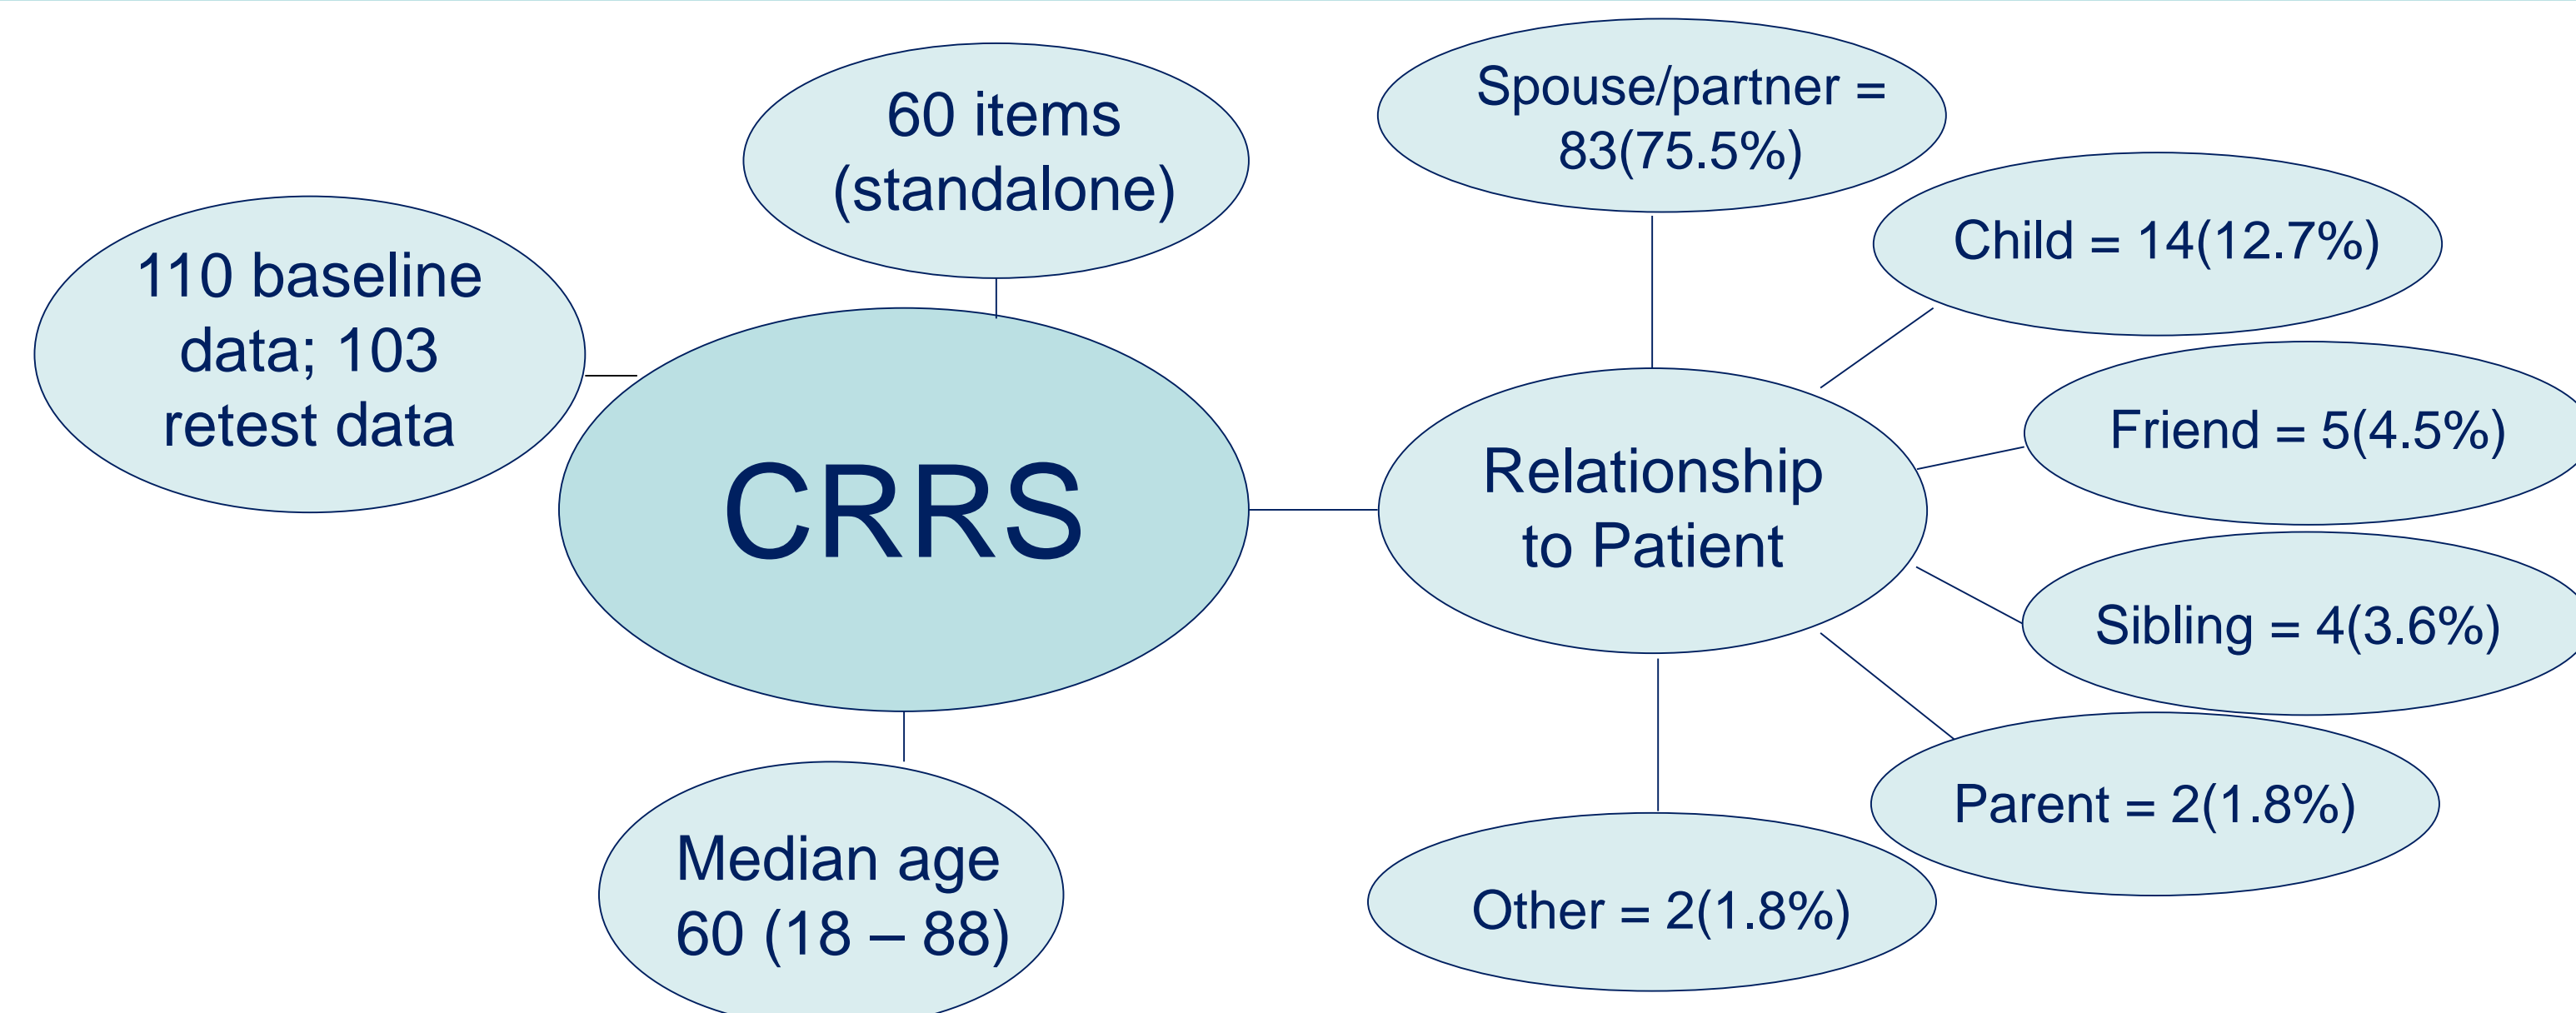 60 items
(standalone)
110 baseline
data; 103
retest data
CRRS
Median age
60 (18 – 88)
Relationship
to Patient
Spouse/partner =
83(75.5%)
Child = 14(12.7%)
Friend = 5(4.5%)
Sibling = 4(3.6%)
Parent = 2(1.8%)
Other = 2(1.8%)